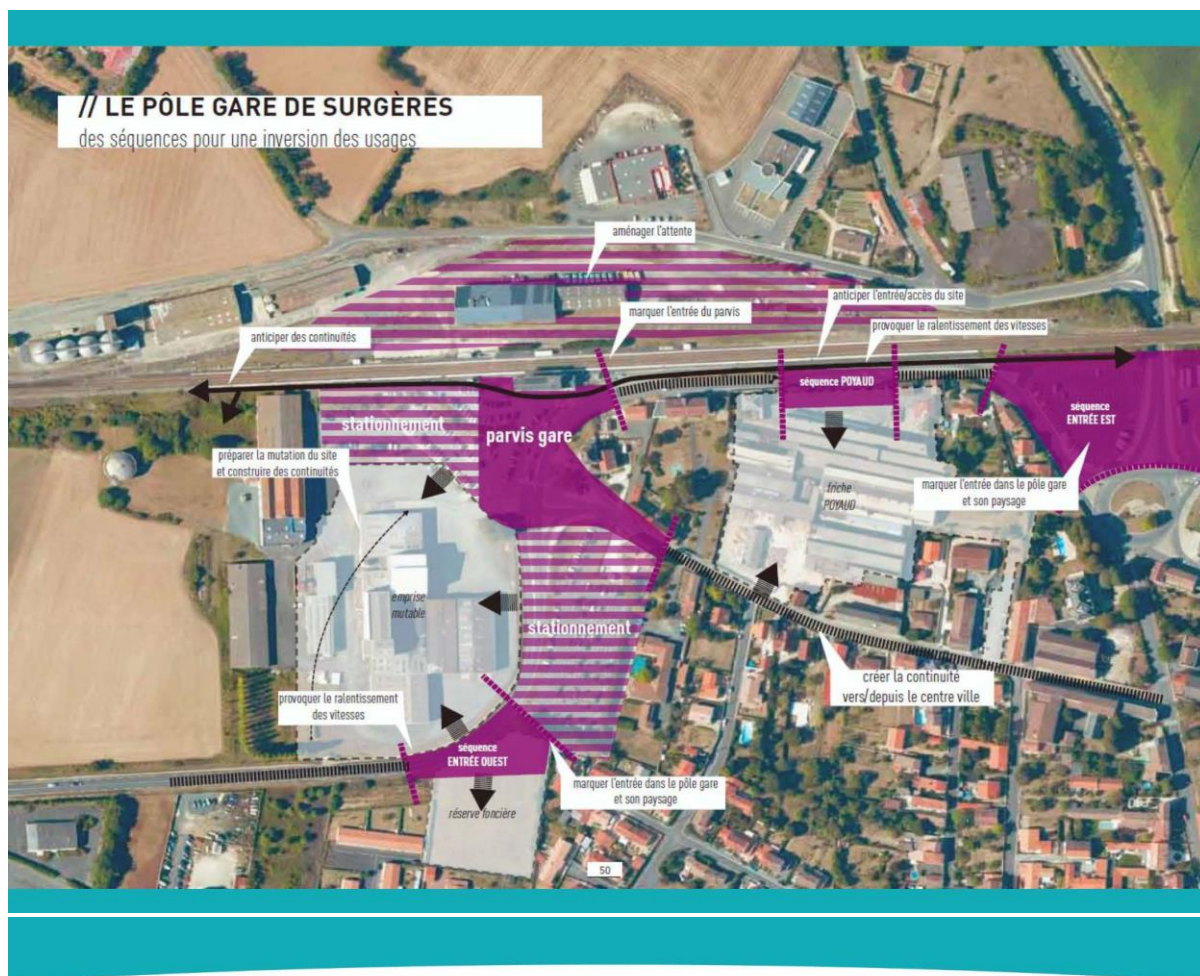 // LE PÔLE GARE DE SURGÈRES
des séquences pour une inversion des usages
aménager l'attente
marquer l'entrée du parvis
anticiper l'entrée/accès du site
provoquer le ralentissement des vitesses
anticiper des continuités
séquence POYAUD
stationnement
parvis gare
séquence
ENTRÉE EST
préparer la mutation du site
et construire des continuités
marquer l'entrée dans le pôle gare
et son paysage
friche
POYAUD
emprise
mutable
stationnement
créer la continuité
vers/depuis le centre ville
provoquer le ralentissement
des vitesses
séquence
ENTRÉE OUEST
marquer l'entrée dans le pôle gare
et son paysage
réserve foncière
50